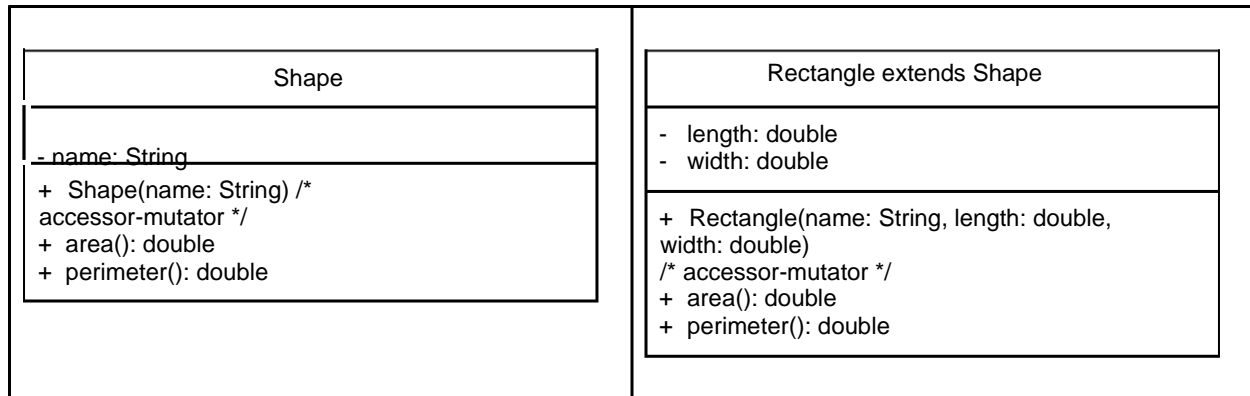 Shape
- name: String
+ Shape(name: String) /*
accessor-mutator */
+ area(): double
+ perimeter(): double
Rectangle extends Shape
- length: double
- width: double
+ Rectangle(name: String, length: double,
width: double)
/* accessor-mutator */
+ area(): double
+ perimeter(): double